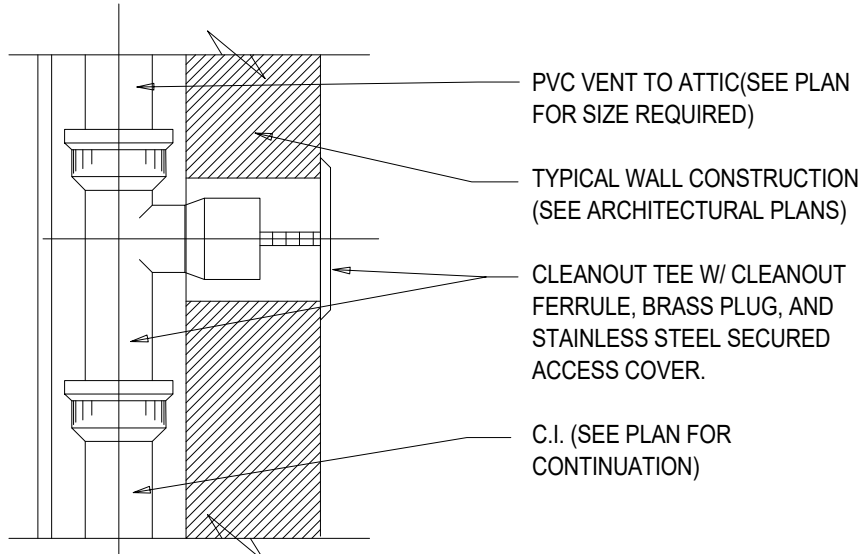 PVC VENT TO ATTIC(SEE PLAN
FOR SIZE REQUIRED)
TYPICAL WALL CONSTRUCTION
(SEE ARCHITECTURAL PLANS)
CLEANOUT TEE W/ CLEANOUT
FERRULE, BRASS PLUG, AND
STAINLESS STEEL SECURED
ACCESS COVER.
C.I. (SEE PLAN FOR
CONTINUATION)